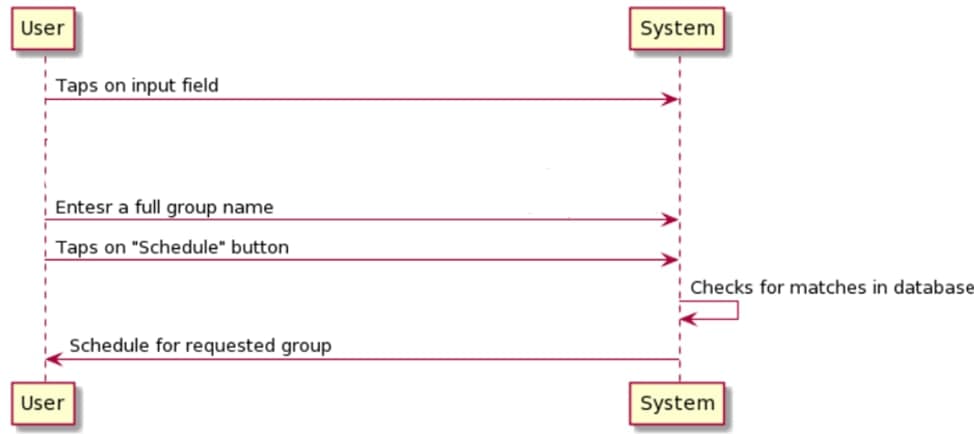 User System
Taps on input field
Entesr a full group name
Taps on "Schedule" button
Checks for matches in database
Schedule for requested group
User System